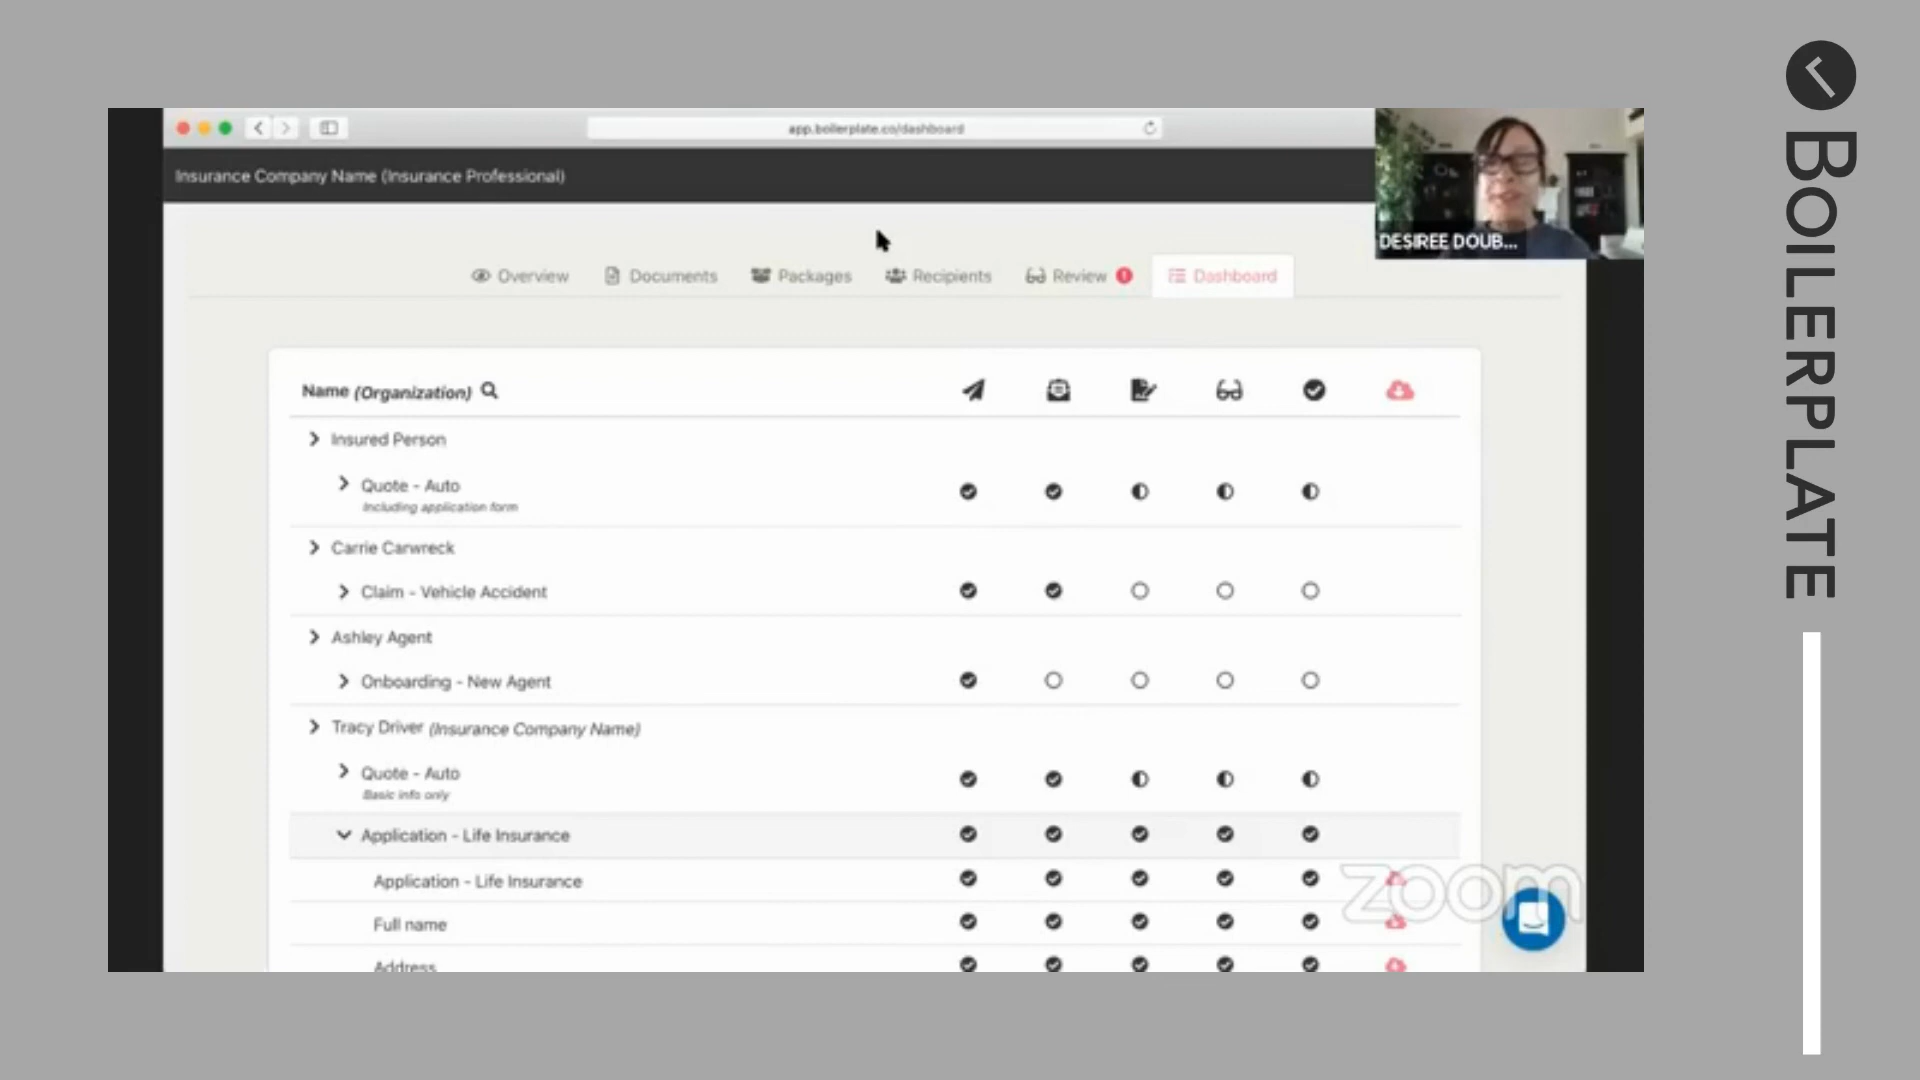 app.boilerplate.co/dashboard
Insurance Company Name (Insurance Professional)
DESIREE DOUB...
Overview Documents Packages Recipients Review Dashboard
Name (Organization)
Insured Person
Quote - Auto
Including application form
Carrie Carwreck
Claim - Vehicle Accident
Ashley Agent
Onboarding - New Agent
Tracy Driver (Insurance Company Name)
Quote - Auto
Basic info only
Application - Life Insurance
Application - Life Insurance
Full name
Address
zoom
BOILERPLATE